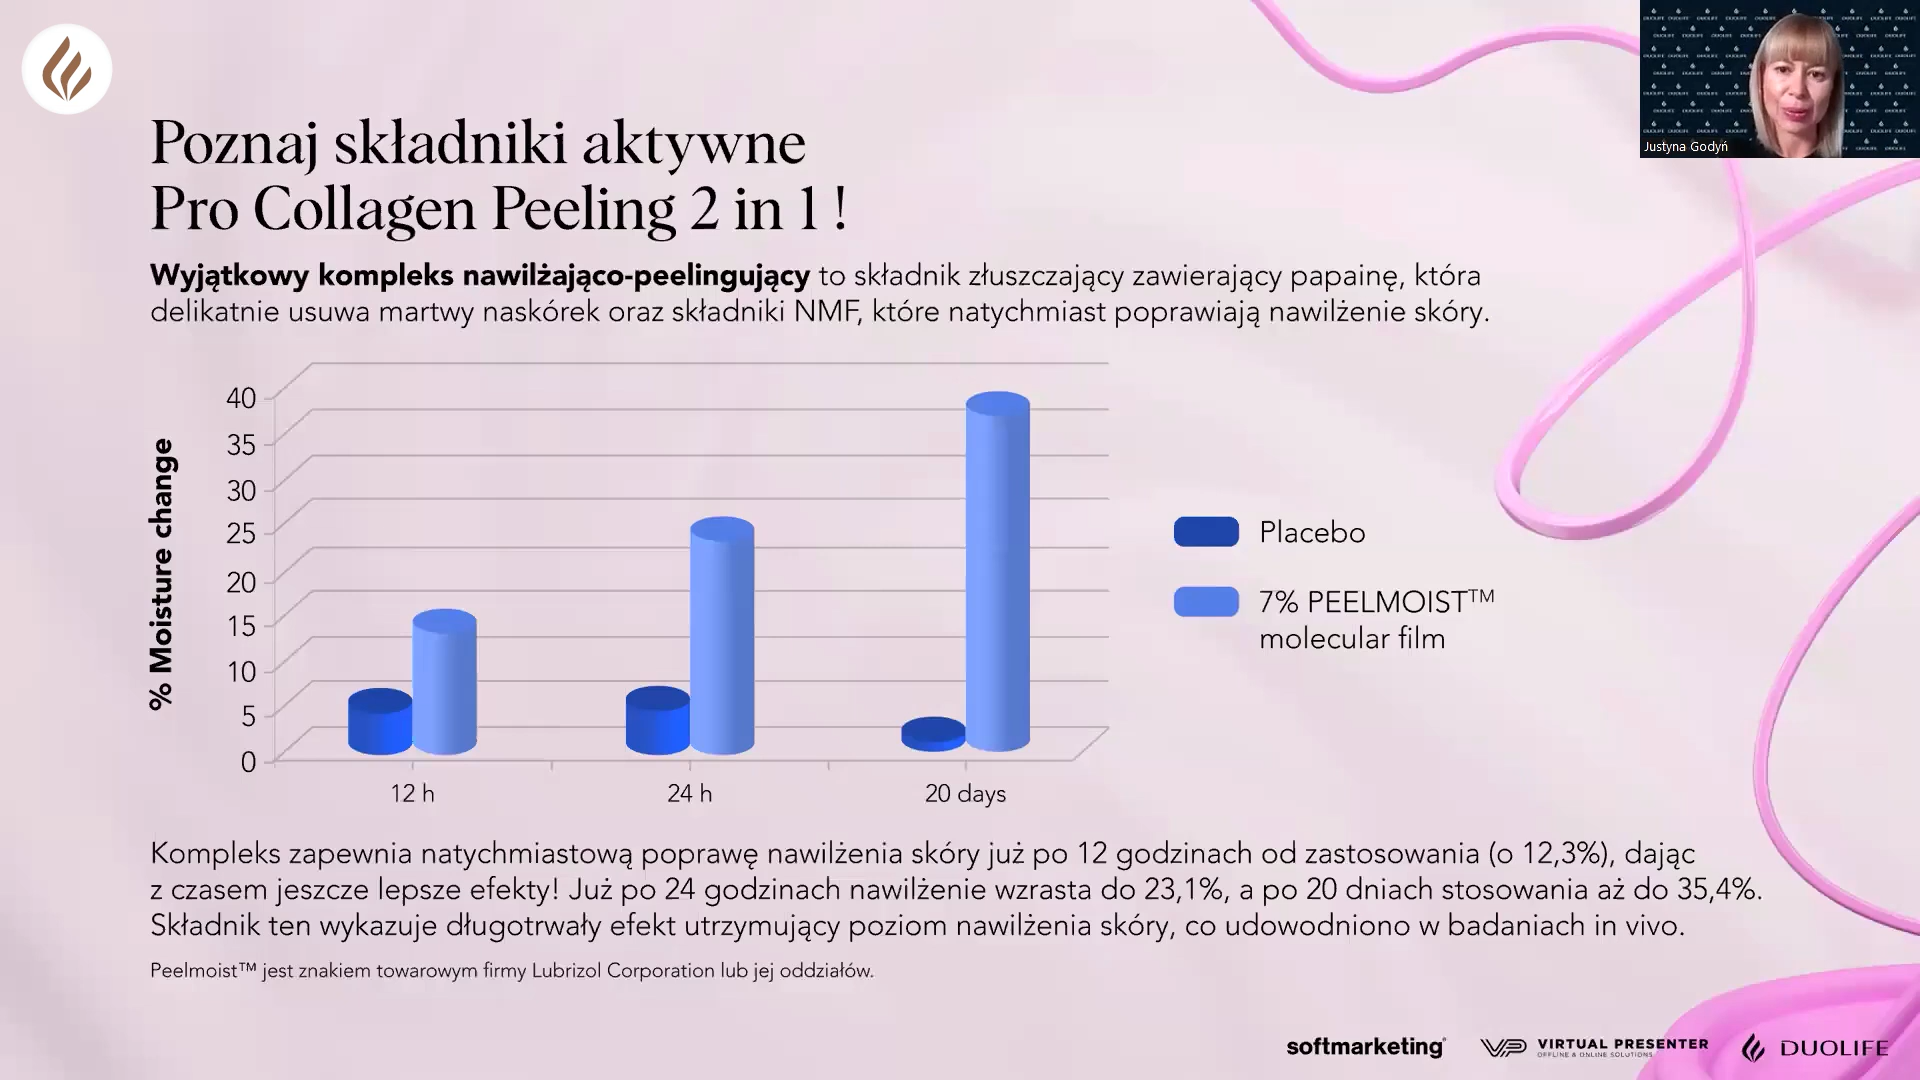 Justyna Godyń
Poznaj składniki aktywne
Pro Collagen Peeling 2 in 1 !
Wyjątkowy kompleks nawilżająco-peelingujący to składnik złuszczający zawierający papainę, która
delikatnie usuwa martwy naskórek oraz składniki NMF, które natychmiast poprawiają nawilżenie skóry.
% Moisture change
40
35
30
25
20
15
10
5
0
12 h
24 h
20 days
Placebo
7% PEELMOIST™
molecular film
Kompleks zapewnia natychmiastową poprawę nawilżenia skóry już po 12 godzinach od zastosowania (o 12,3%), dając
z czasem jeszcze lepsze efekty! Już po 24 godzinach nawilżenie wzrasta do 23,1%, a po 20 dniach stosowania aż do 35,4%.
Składnik ten wykazuje długotrwały efekt utrzymujący poziom nawilżenia skóry, co udowodniono w badaniach in vivo.
Peelmoist™ jest znakiem towarowym firmy Lubrizol Corporation lub jej oddziałów.
softmarketing
VP VIRTUAL PRESENTER
OFFLINE & ONLINE SOLUTIONS
DUOLIFE